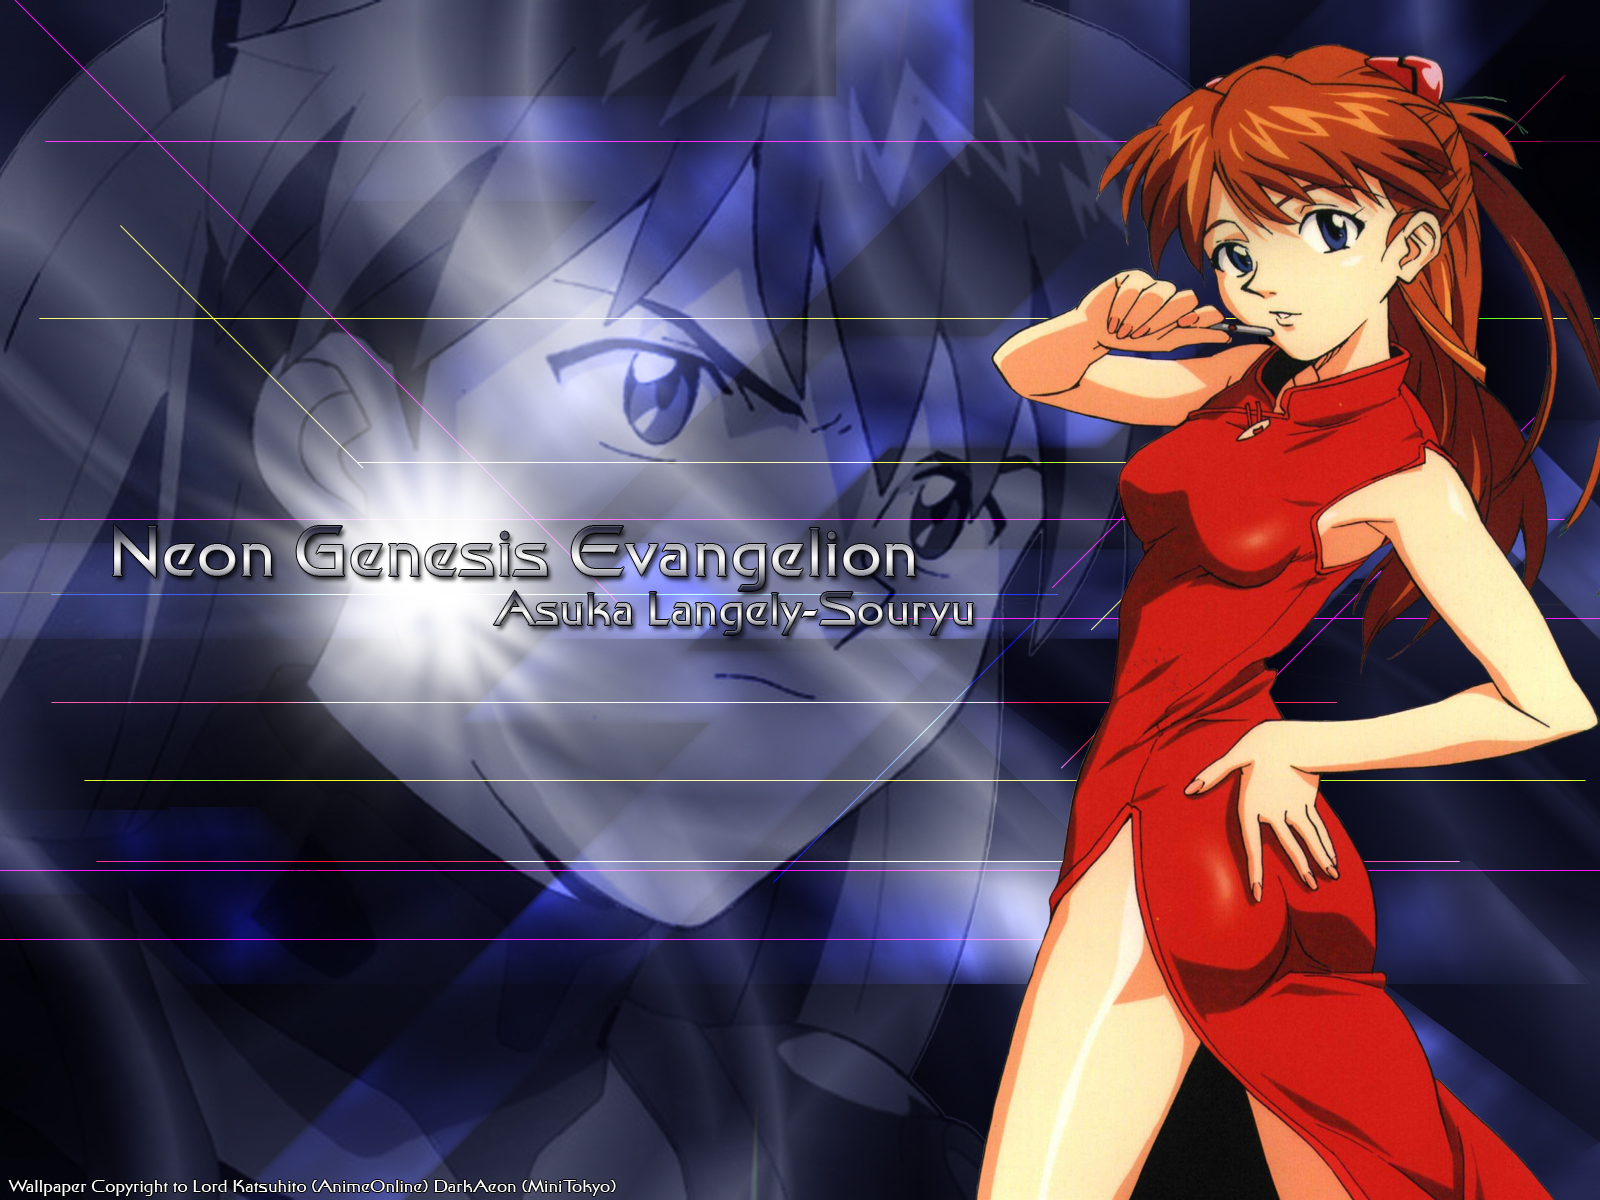 Neon Genesis Evangelion
Asuka Langely-Souryu
Wallpaper Copyright to Lord Katsuhito (AnimeOnline) DarkAeon (MiniTokyo)